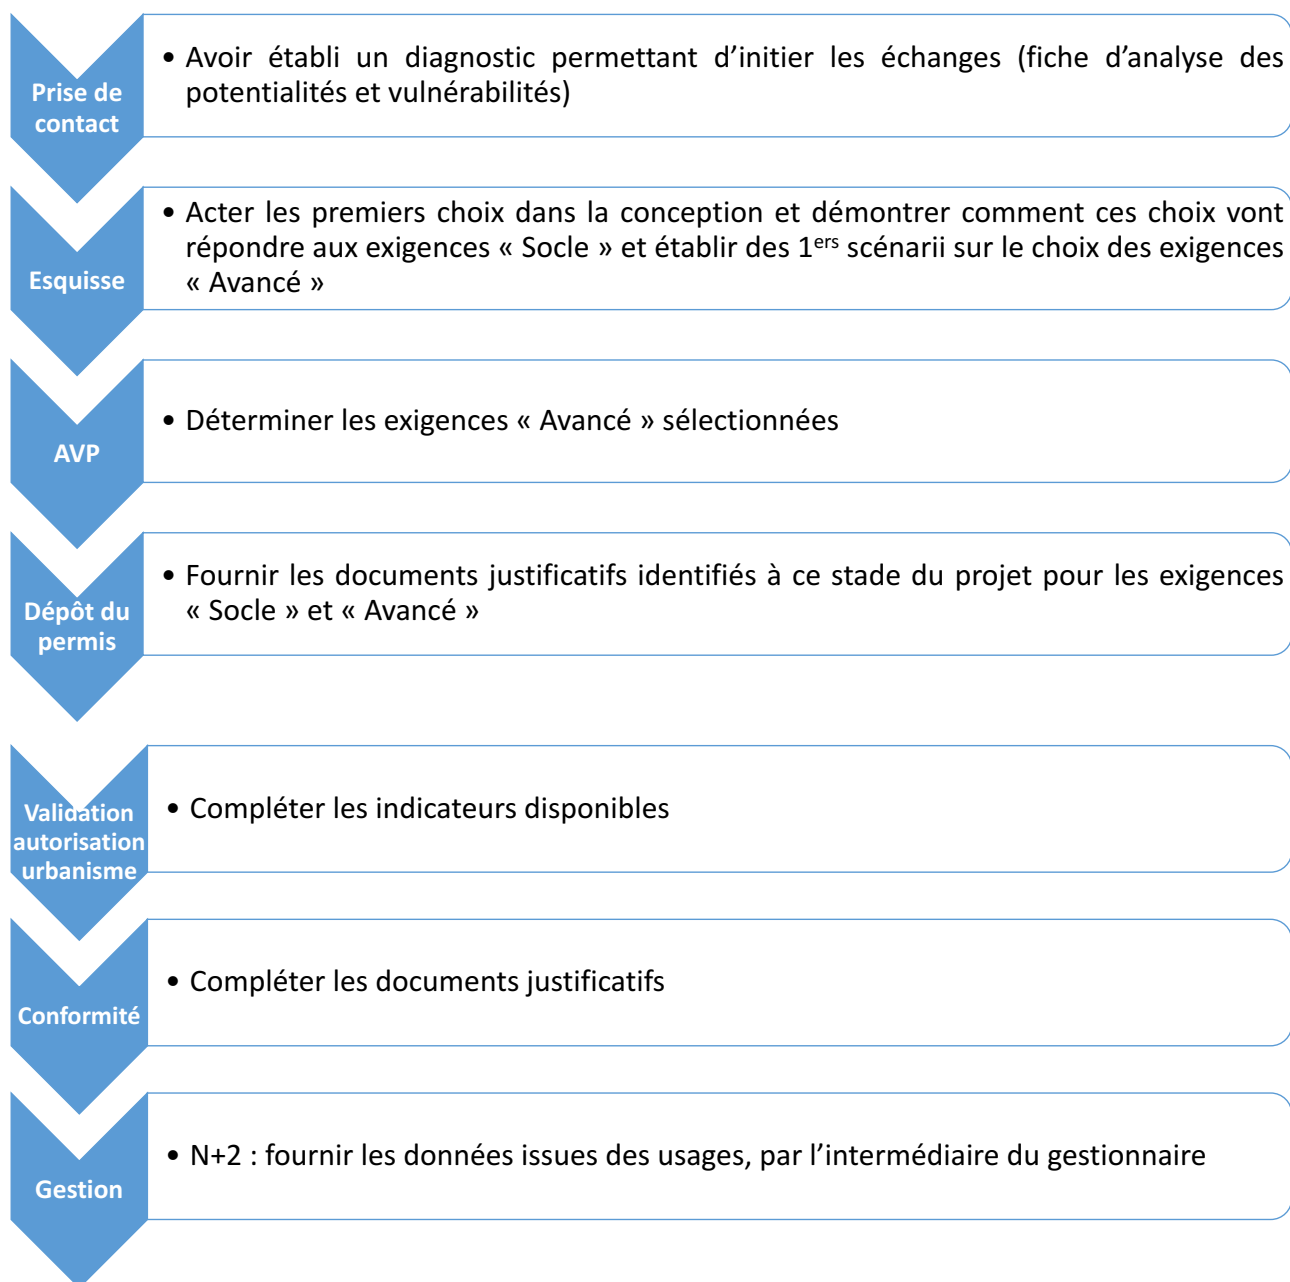 Prise de
contact
• Avoir établi un diagnostic permettant d’initier les échanges (fiche d’analyse des
potentialités et vulnérabilités)
Esquisse
• Acter les premiers choix dans la conception et démontrer comment ces choix vont
répondre aux exigences « Socle » et établir des 1ers scénarii sur le choix des exigences
« Avancé »
AVP
• Déterminer les exigences « Avancé » sélectionnées
Dépôt du
permis
• Fournir les documents justificatifs identifiés à ce stade du projet pour les exigences
« Socle » et « Avancé »
Validation
autorisation
urbanisme
• Compléter les indicateurs disponibles
Conformité
• Compléter les documents justificatifs
Gestion
• N+2 : fournir les données issues des usages, par l’intermédiaire du gestionnaire